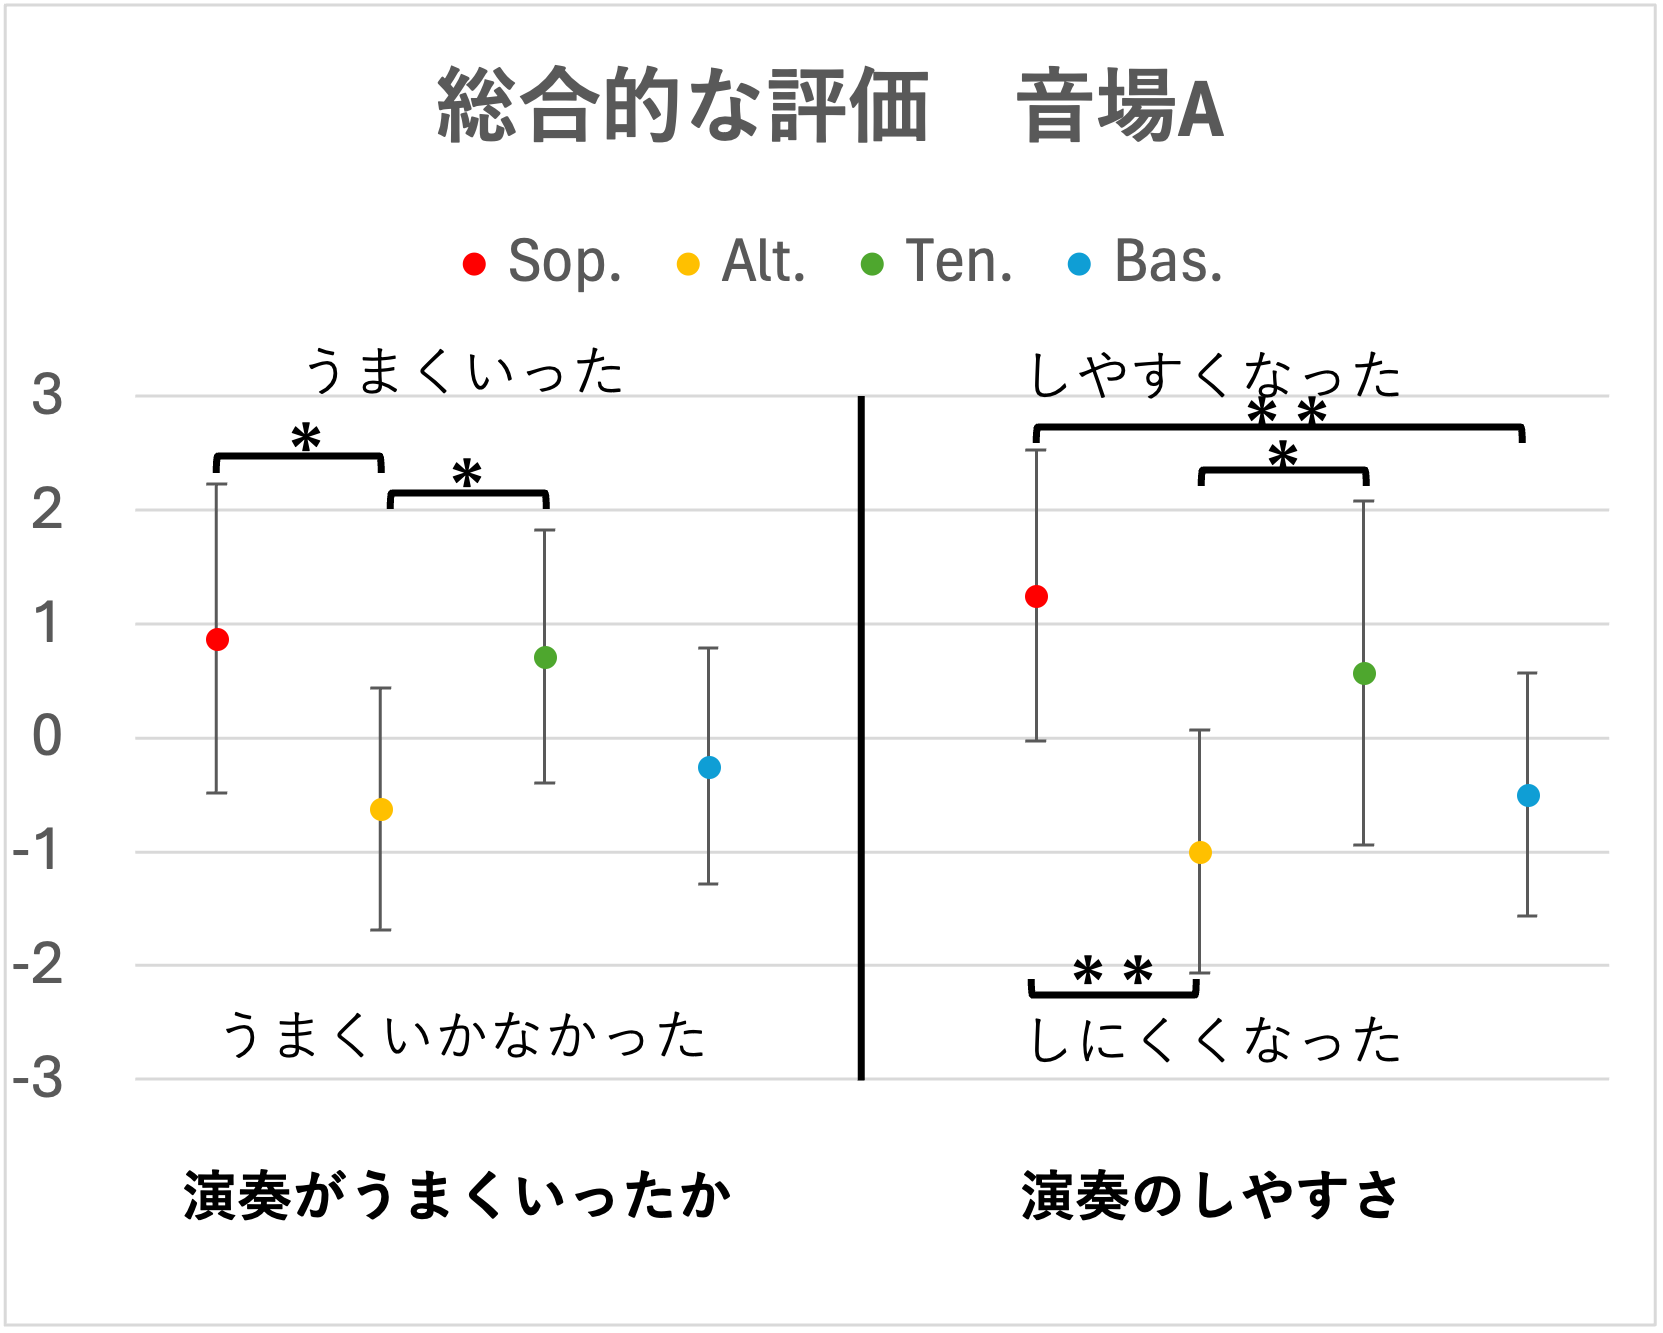 総合的な評価　音場A
Sop. Alt. Ten. Bas.
うまくいった しやすくなった
3
* *
*
*
*
2
1
0
-1
-2
* *
うまくいかなかった しにくくなった
-3
演奏がうまくいったか 演奏のしやすさ